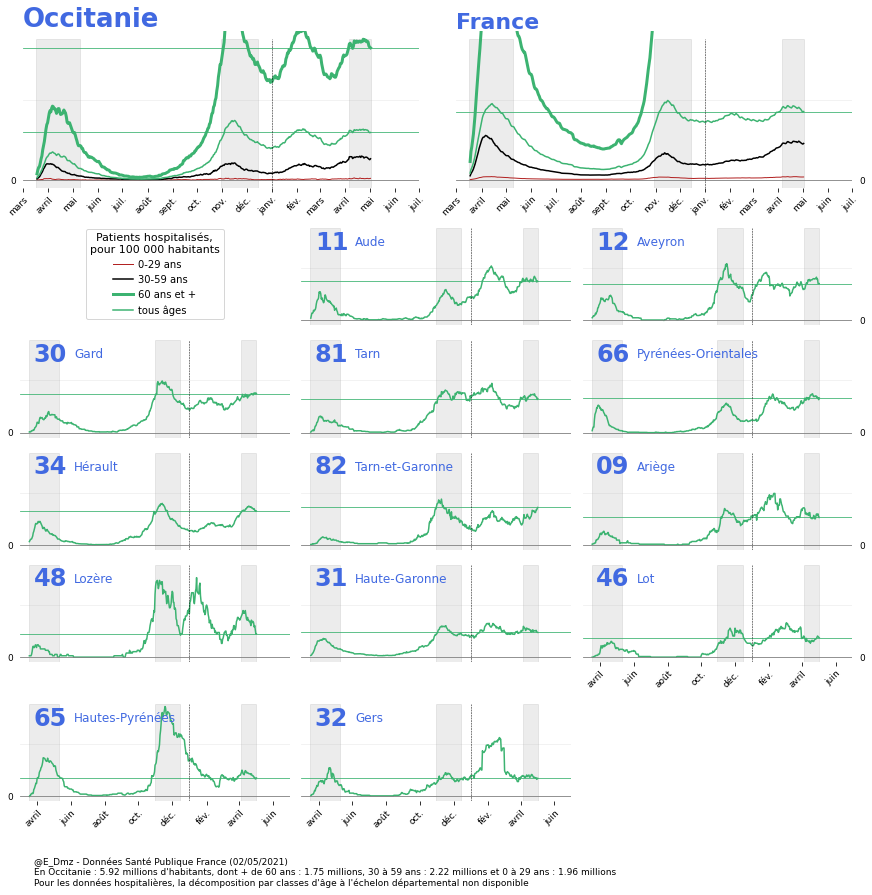 Occitanie
France
0
0
mars avril mai juin juil. août sept. oct. nov. déc. janv. fév. mars avril mai juin juil.
mars avril mai juin juil. août sept. oct. nov. déc. janv. fév. mars avril mai juin juil.
Patients hospitalisés,
pour 100 000 habitants
0-29 ans
30-59 ans
60 ans et +
tous âges
11 Aude
12 Aveyron
0
30 Gard
81 Tarn
66 Pyrénées-Orientales
0
0
34 Hérault
82 Tarn-et-Garonne
09 Ariège
0
0
48 Lozère
31 Haute-Garonne
46 Lot
0
0
avril juin août oct. déc. fév. avril juin
65 Hautes-Pyrénées
32 Gers
0
avril juin août oct. déc. fév. avril juin
avril juin août oct. déc. fév. avril juin
@E_Dmz - Données Santé Publique France (02/05/2021)
En Occitanie : 5.92 millions d'habitants, dont + de 60 ans : 1.75 millions, 30 à 59 ans : 2.22 millions et 0 à 29 ans : 1.96 millions
Pour les données hospitalières, la décomposition par classes d'âge à l'échelon départemental non disponible